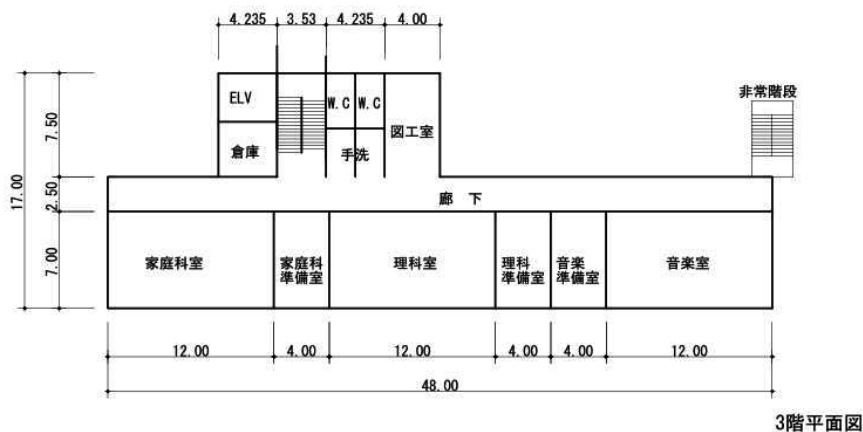 4.235 3.53 4.235 4.00
ELV
W.C W.C
図工室
倉庫
手洗
非常階段
7.50
17.00
2.50
7.00
廊 下
家庭科室
家庭科
準備室
理科室
理科
準備室
音楽
準備室
音楽室
12.00 4.00 12.00 4.00 4.00 12.00
48.00
3階平面図